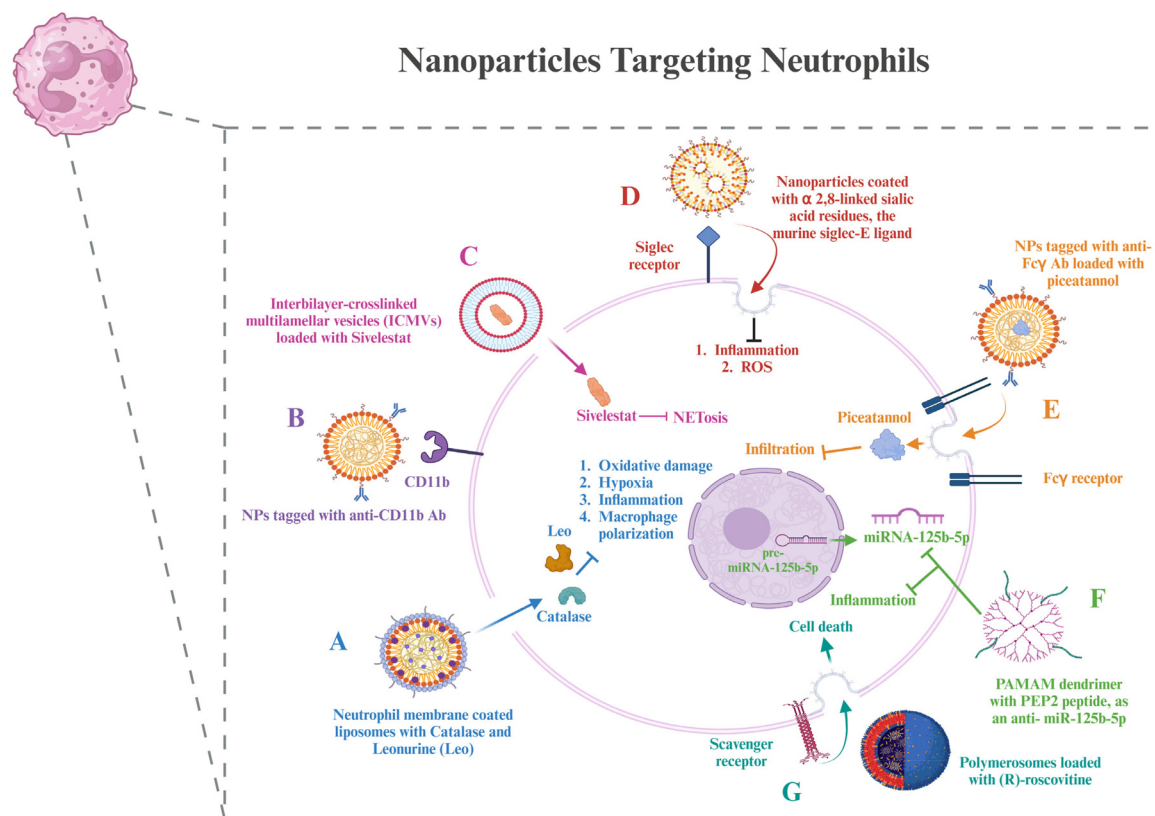 Nanoparticles Targeting Neutrophils
D
Nanoparticles coated
with α 2,8-linked sialic
acid residues, the
murine siglec-E ligand
Siglec
receptor
1. Inflammation
2. ROS
C
Interbilayer-crosslinked
multilamellar vesicles (ICMVs)
loaded with Sivelestat
Sivelestat
NETosis
NPs tagged with anti-
Fcγ Ab loaded with
piceatannol
E
Piceatannol
Infiltration
Fcγ receptor
B
CD11b
NPs tagged with anti-CD11b Ab
1. Oxidative damage
2. Hypoxia
3. Inflammation
4. Macrophage
polarization
Leo
Catalase
A
Neutrophil membrane coated
liposomes with Catalase and
Leonurine (Leo)
prc-
miRNA-125b-5p
miRNA-125b-5p
Inflammation
F
PAMAM dendrimer
with PEP2 peptide, as
an anti- miR-125b-5p
Cell death
Scavenger
receptor
G
Polymerosomes loaded
with (R)-roscovitine